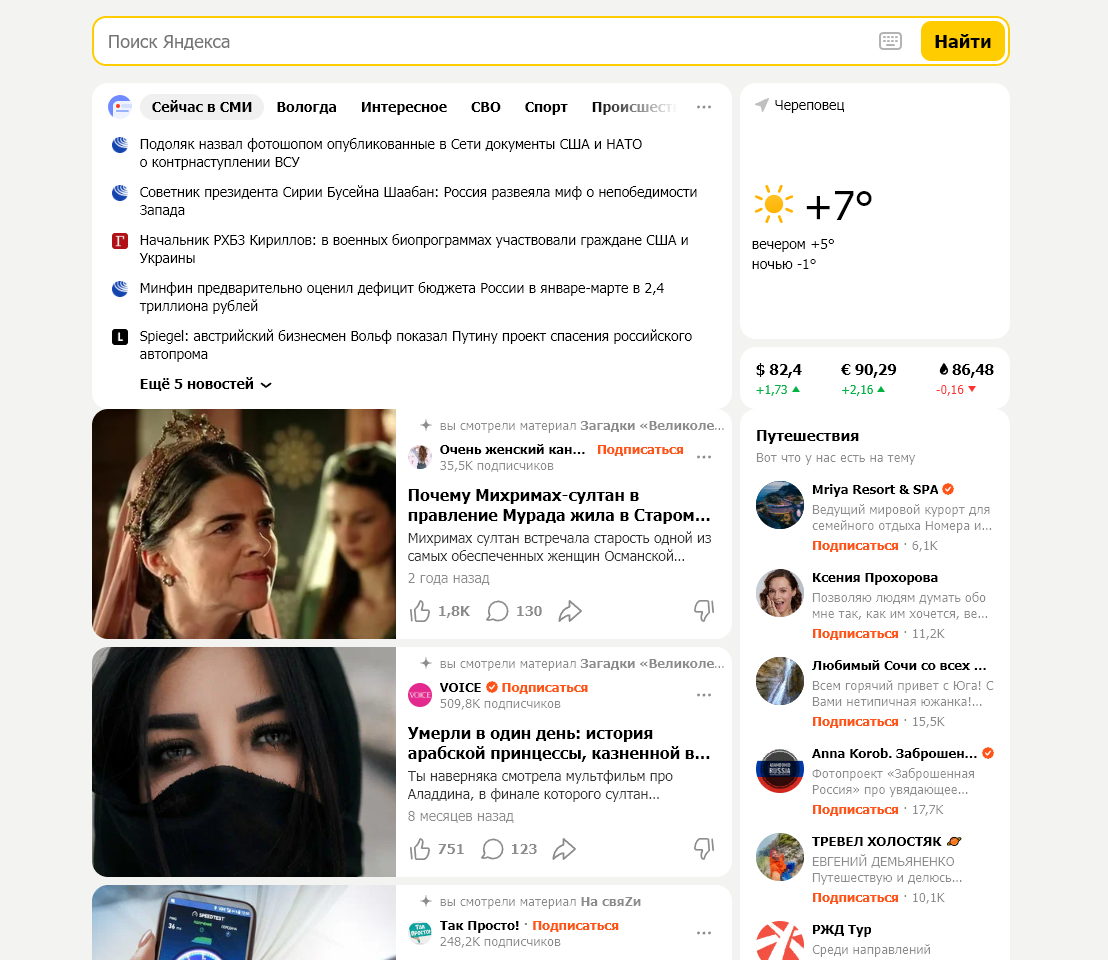 Поиск Яндекса
Найти
Сейчас в СМИ Вологда Интересное СВО Спорт
Подоляк назвал фотошопом опубликованные в Сети документы США и НАТО
о контрнаступлении ВСУ
Советник президента Сирии Бусейна Шаабан: Россия развеяла миф о непобедимости
Запада
Г
Начальник РХБЗ Кириллов: в военных биопрограммах участвовали граждане США и
Украины
Минфин предварительно оценил дефицит бюджета России в январе-марте в 2,4
триллиона рублей
L
Spiegel: австрийский бизнесмен Вольф показал Путину проект спасения российского
автопрома
Ещё 5 новостей
Череповец
+7°
вечером +5°
ночью -1°
$ 82,4 € 90,29 86,48
+1,73 +2,16 -0,16
вы смотрели материал Загадки «Великоле...
Очень женский кан... Подписаться
35,5K подписчиков
Почему Михримах-султан в
правление Мурада жила в Старом...
Михримах султан встречала старость одной из
самых обеспеченных женщин Османской...
2 года назад
1,8K 130
вы смотрели материал Загадки «Великоле...
VOICE
VOICE Подписаться
509,8K подписчиков
Умерли в один день: история
арабской принцессы, казненной в...
Ты наверняка смотрела мультфильм про
Аладдина, в финале которого султан...
8 месяцев назад
751 123
SPEEDTEST
36
вы смотрели материал На свяZи
ТАК ПРОСТО!
Так Просто! · Подписаться
248,2K подписчиков
Путешествия
Вот что у нас есть на тему
Mriya Resort & SPA
Ведущий мировой курорт для
семейного отдыха Номера и...
Подписаться · 6,1K
Ксения Прохорова
Позволяю людям думать обо
мне так, как им хочется, ве...
Подписаться · 11,2K
Любимый Сочи со всех ...
Всем горячий привет с Юга! С
Вами нетипичная южанка!...
Подписаться · 15,5K
ABANDONED
RUSSIA
Anna Korob. Заброшен...
Фотопроект «Заброшенная
Россия» про увядающее...
Подписаться · 17,7K
ТРЕВЕЛ ХОЛОСТЯК 🪐
ЕВГЕНИЙ ДЕМЬЯНЕНКО
Путешествую и делюсь...
Подписаться · 10,1K
РЖД Тур
Среди направлений